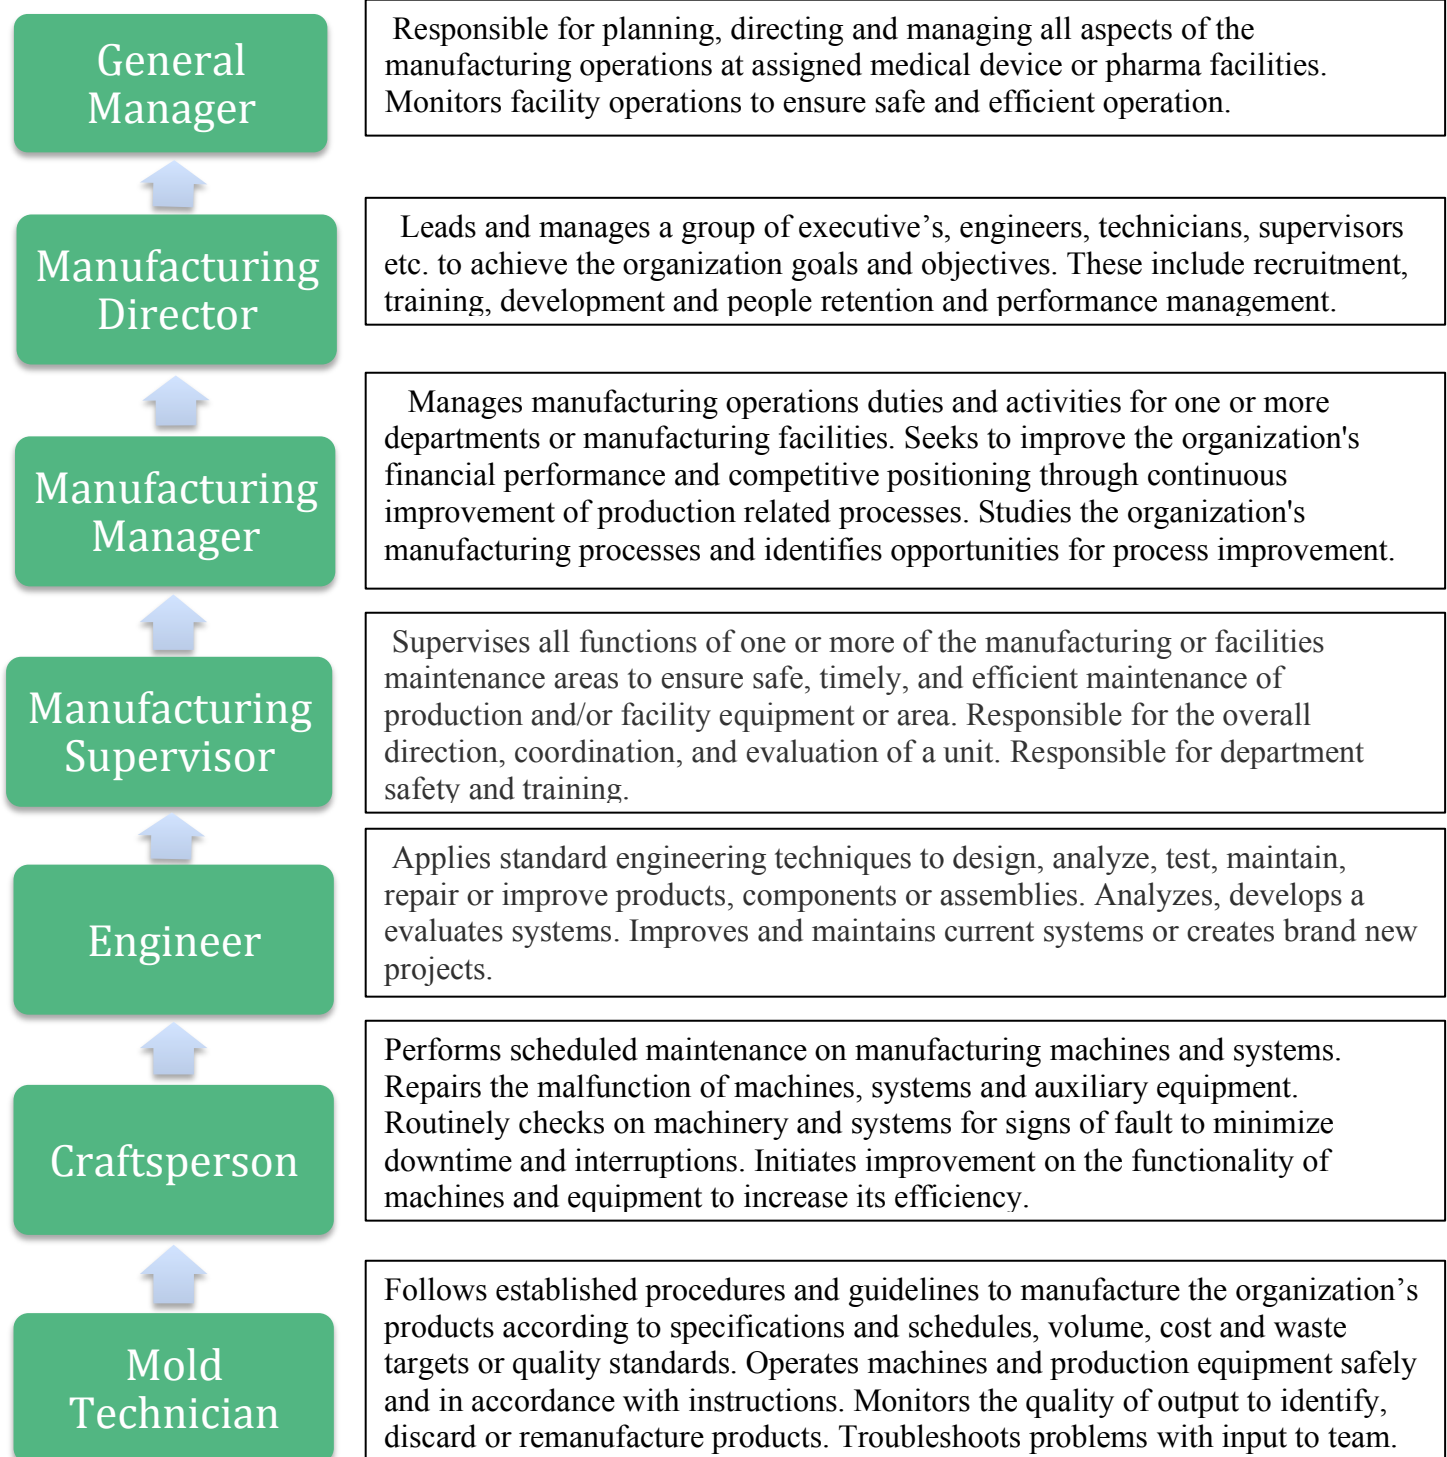 General
Manager
Responsible for planning, directing and managing all aspects of the
manufacturing operations at assigned medical device or pharma facilities.
Monitors facility operations to ensure safe and efficient operation.
Manufacturing
Director
Leads and manages a group of executive’s, engineers, technicians, supervisors
etc. to achieve the organization goals and objectives. These include recruitment,
training, development and people retention and performance management.
Manufacturing
Manager
Manages manufacturing operations duties and activities for one or more
departments or manufacturing facilities. Seeks to improve the organization's
financial performance and competitive positioning through continuous
improvement of production related processes. Studies the organization's
manufacturing processes and identifies opportunities for process improvement.
Manufacturing
Supervisor
Supervises all functions of one or more of the manufacturing or facilities
maintenance areas to ensure safe, timely, and efficient maintenance of
production and/or facility equipment or area. Responsible for the overall
direction, coordination, and evaluation of a unit. Responsible for department
safety and training.
Engineer
Applies standard engineering techniques to design, analyze, test, maintain,
repair or improve products, components or assemblies. Analyzes, develops a
evaluates systems. Improves and maintains current systems or creates brand new
projects.
Craftsperson
Performs scheduled maintenance on manufacturing machines and systems.
Repairs the malfunction of machines, systems and auxiliary equipment.
Routinely checks on machinery and systems for signs of fault to minimize
downtime and interruptions. Initiates improvement on the functionality of
machines and equipment to increase its efficiency.
Mold
Technician
Follows established procedures and guidelines to manufacture the organization’s
products according to specifications and schedules, volume, cost and waste
targets or quality standards. Operates machines and production equipment safely
and in accordance with instructions. Monitors the quality of output to identify,
discard or remanufacture products. Troubleshoots problems with input to team.